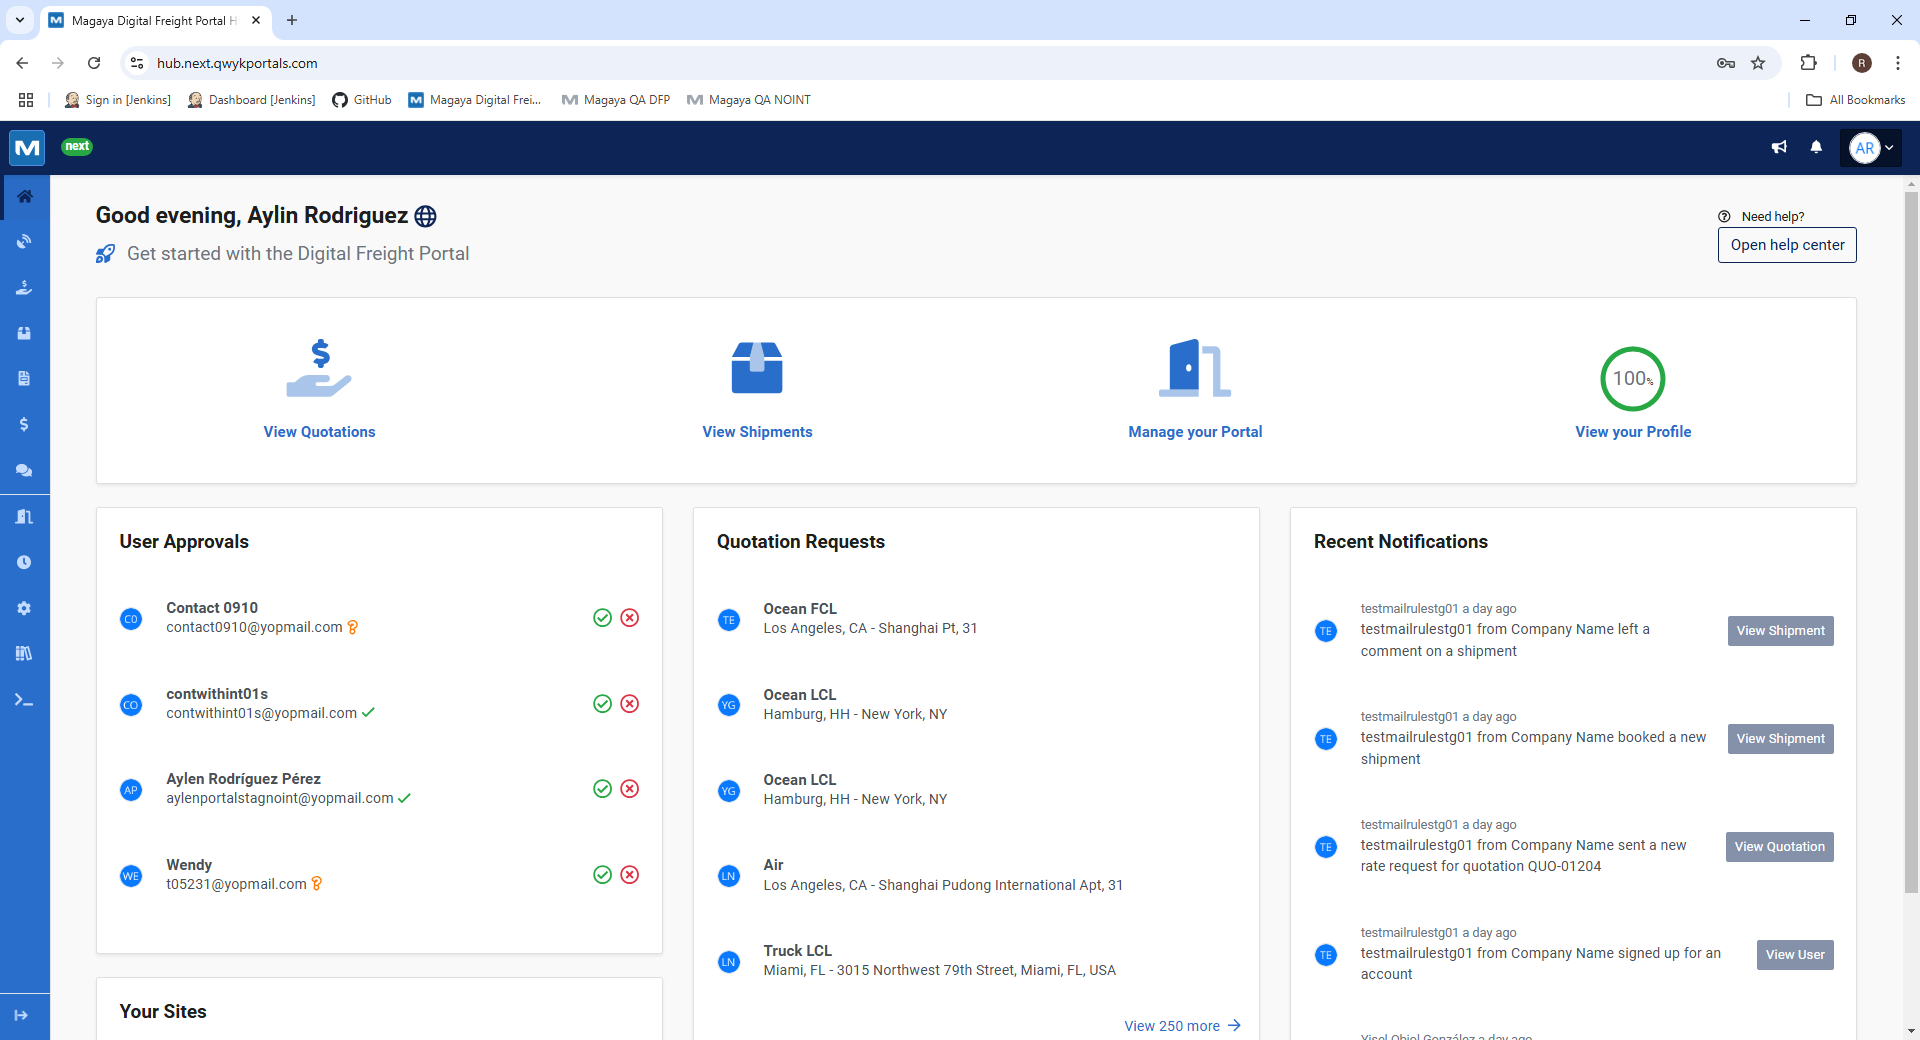 Magaya Digital Freight Portal H
hub.next.qwykportals.com
R
Sign in [Jenkins]
Dashboard [Jenkins]
GitHub
Magaya Digital Frei...
Magaya QA DFP
Magaya QA NOINT
All Bookmarks
next
AR
Good evening, Aylin Rodriguez
Get started with the Digital Freight Portal
Need help?
Open help center
View Quotations
View Shipments
Manage your Portal
100%
View your Profile
User Approvals
C0
Contact 0910
contact0910@yopmail.com
CO
contwithint01s
contwithint01s@yopmail.com
AP
Aylen Rodríguez Pérez
aylenportalstagnoint@yopmail.com
WE
Wendy
t05231@yopmail.com
Your Sites
Quotation Requests
TE
Ocean FCL
Los Angeles, CA - Shanghai Pt, 31
YG
Ocean LCL
Hamburg, HH - New York, NY
YG
Ocean LCL
Hamburg, HH - New York, NY
LN
Air
Los Angeles, CA - Shanghai Pudong International Apt, 31
LN
Truck LCL
Miami, FL - 3015 Northwest 79th Street, Miami, FL, USA
View 250 more
Recent Notifications
TE
testmailrulestg01 a day ago
testmailrulestg01 from Company Name left a
comment on a shipment
View Shipment
TE
testmailrulestg01 a day ago
testmailrulestg01 from Company Name booked a new
shipment
View Shipment
TE
testmailrulestg01 a day ago
testmailrulestg01 from Company Name sent a new
rate request for quotation QUO-01204
View Quotation
TE
testmailrulestg01 a day ago
testmailrulestg01 from Company Name signed up for an
account
View User
Yisel Obiol González a day ago